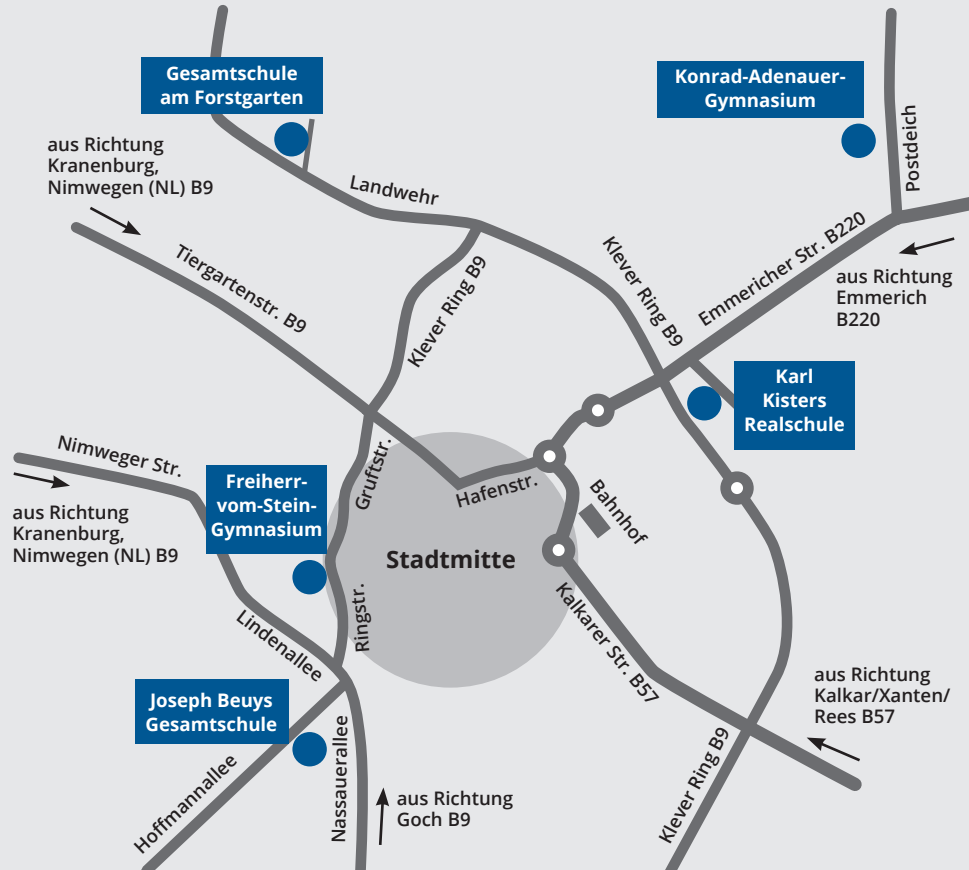 Gesamtschule
am Forstgarten
Konrad-Adenauer-
Gymnasium
Postdeich
aus Richtung
Kranenburg,
Nimwegen (NL) B9
Landwehr
Tiergartenstr. B9
Klever Ring B9
Klever Ring B9
Emmericher Str. B220
aus Richtung
Emmerich
B220
Karl
Kisters
Realschule
Nimweger Str.
aus Richtung
Kranenburg,
Nimwegen (NL) B9
Freiherr-
vom-Stein-
Gymnasium
Gruftstr.
Hafenstr.
Bahnhof
Stadtmitte
Ringstr.
Lindenallee
Kalkarer Str. B57
Joseph Beuys
Gesamtschule
aus Richtung
Kalkar/Xanten/
Rees B57
Hoffmannallee
Nassauerallee
aus Richtung
Goch B9
Klever Ring B9